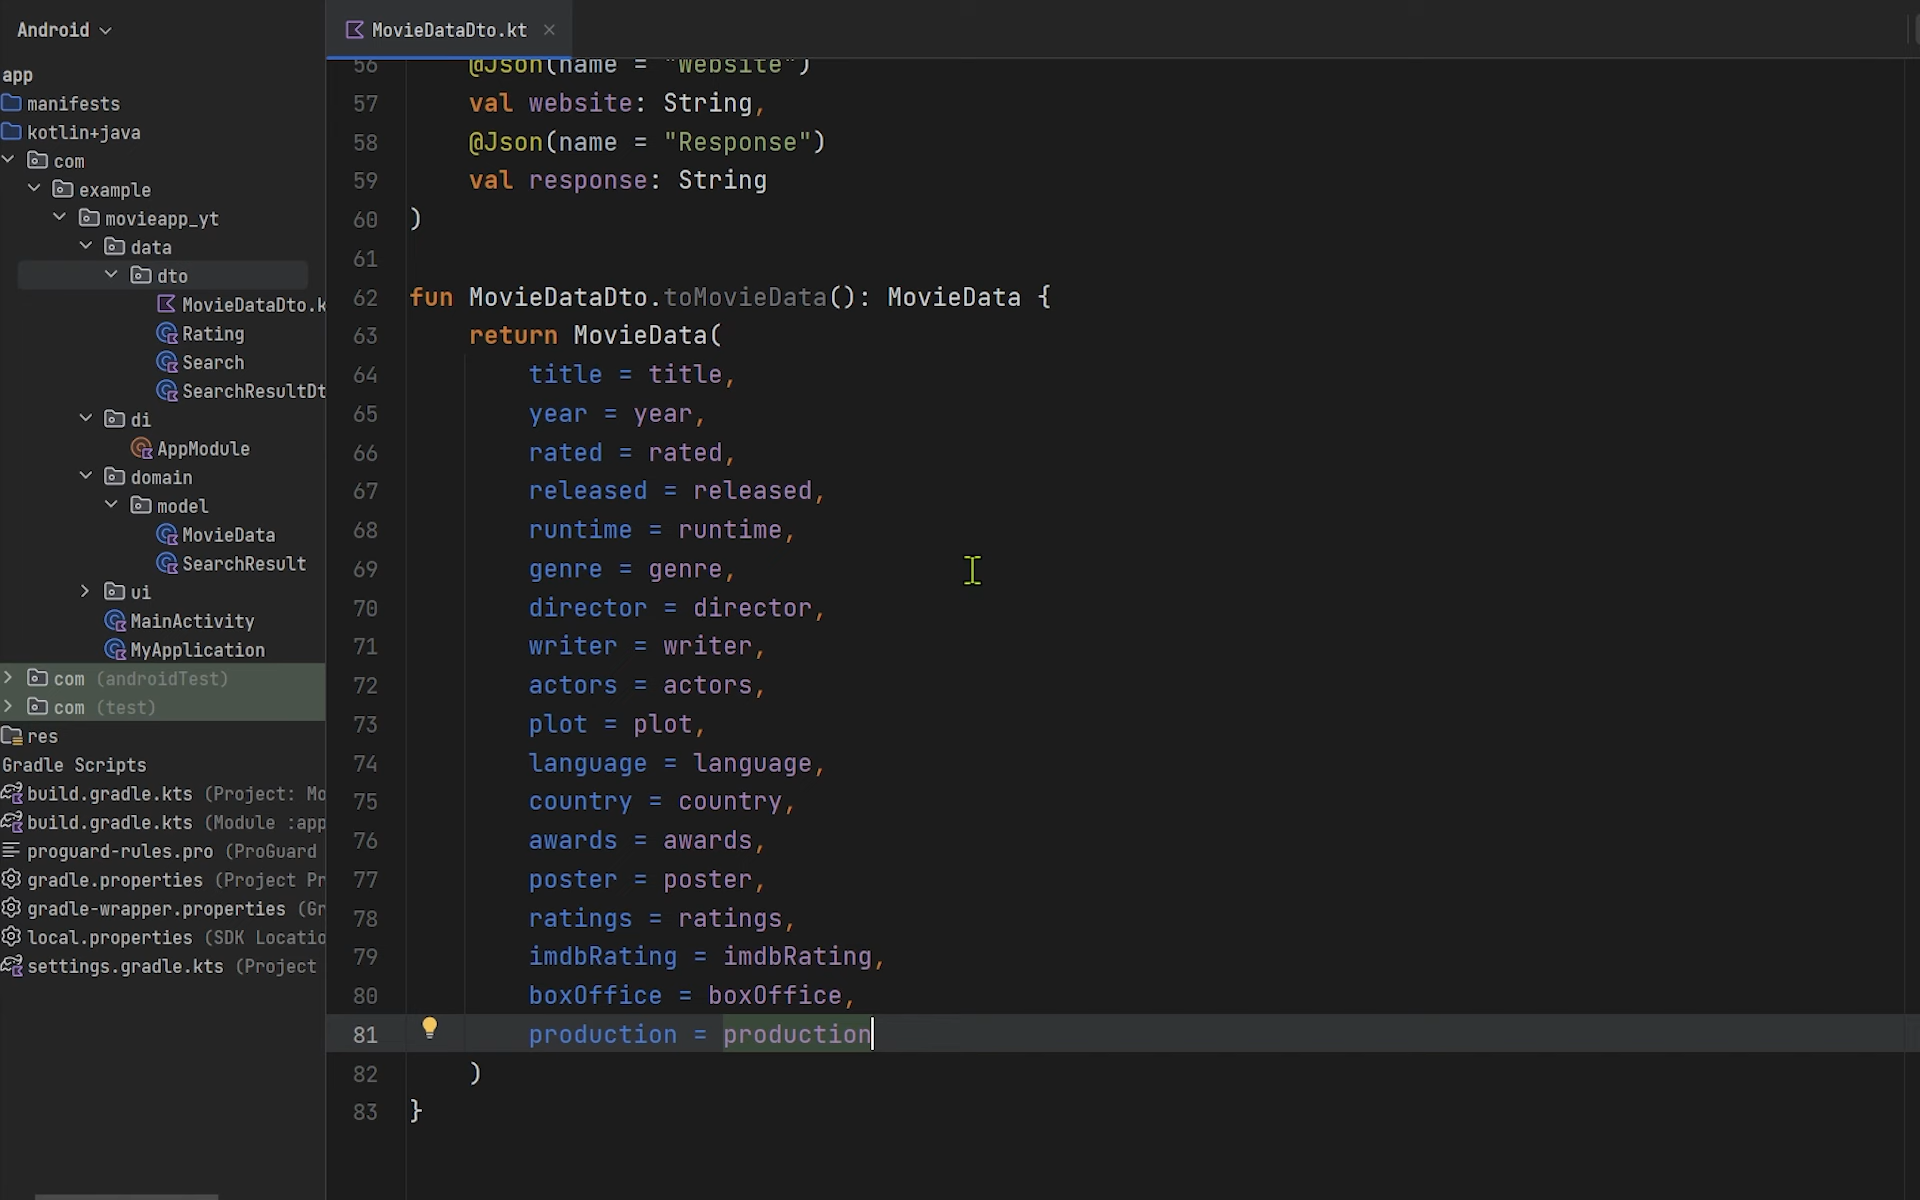 Android
app
manifests
kotlin+java
com
example
movieapp_yt
data
dto
MovieDataDto.k
Rating
Search
SearchResultDt
di
AppModule
domain
model
MovieData
SearchResult
ui
MainActivity
MyApplication
com (androidTest)
com (test)
res
Gradle Scripts
build.gradle.kts (Project: Mo
build.gradle.kts (Module :app
proguard-rules.pro (ProGuard
gradle.properties (Project Pr
gradle-wrapper.properties (Gr
local.properties (SDK Locatio
settings.gradle.kts (Project
MovieDataDto.kt
56 @Json(name = "Website")
57 val website: String,
58 @Json(name = "Response")
59 val response: String
60 )
61
62 fun MovieDataDto.toMovieData(): MovieData {
63 return MovieData(
64 title = title,
65 year = year,
66 rated = rated,
67 released = released,
68 runtime = runtime,
69 genre = genre,
70 director = director,
71 writer = writer,
72 actors = actors,
73 plot = plot,
74 language = language,
75 country = country,
76 awards = awards,
77 poster = poster,
78 ratings = ratings,
79 imdbRating = imdbRating,
80 boxOffice = boxOffice,
81 production = production
82 )
83 }